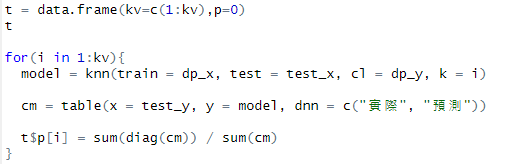 t = data.frame(kv=c(1:kv),p=0)
t
for(i in 1:kv){
model = knn(train = dp_x, test = test_x, cl = dp_y, k = i)
cm = table(x = test_y, y = model, dnn = c("實際", "預測"))
t$p[i] = sum(diag(cm)) / sum(cm)
}